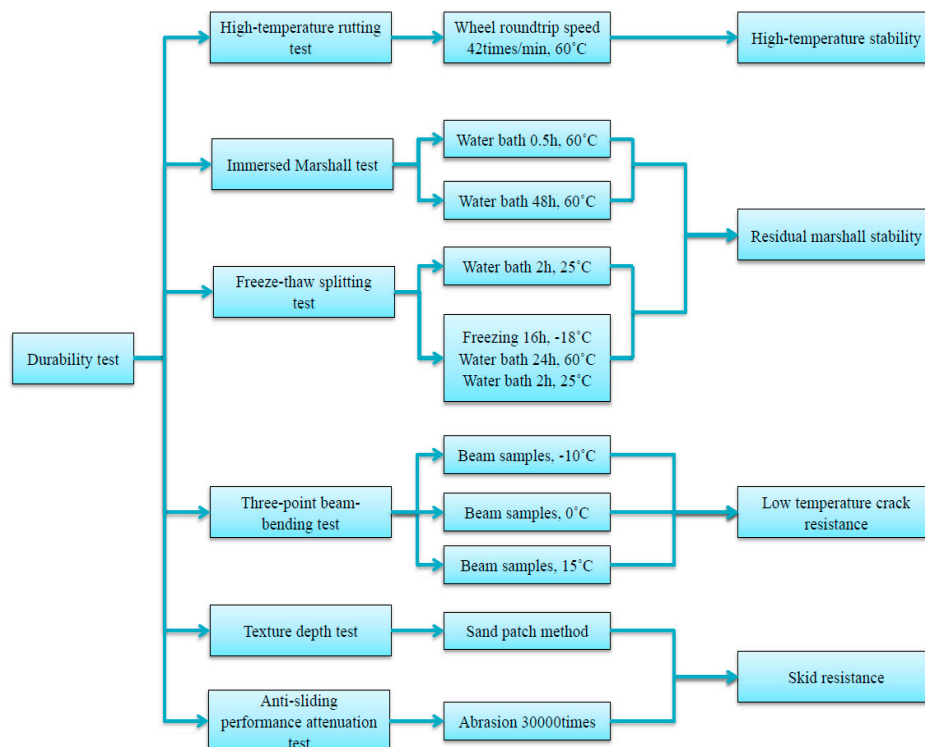 High-temperature rutting
test
Wheel roundtrip speed
42times/min, 60˚C
High-temperature stability
Immersed Marshall test
Water bath 0.5h, 60˚C
Water bath 48h, 60˚C
Residual marshall stability
Freeze-thaw splitting
test
Water bath 2h, 25˚C
Freezing 16h, -18˚C
Water bath 24h, 60˚C
Water bath 2h, 25˚C
Durability test
Three-point beam-
bending test
Beam samples, -10˚C
Beam samples, 0˚C
Beam samples, 15˚C
Low temperature crack
resistance
Texture depth test
Sand patch method
Skid resistance
Anti-sliding
performance attenuation
test
Abrasion 30000times